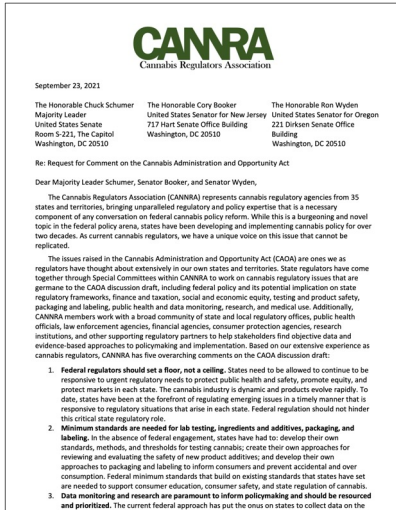 CANNRA
Cannabis Regulators Association
September 23, 2021
The Honorable Chuck Schumer
Majority Leader
United States Senate
Room S-221, The Capitol
Washington, DC 20510
The Honorable Cory Booker
United States Senator for New Jersey
717 Hart Senate Office Building
Washington, DC 20510
The Honorable Ron Wyden
United States Senator for Oregon
221 Dirksen Senate Office
Building
Washington, DC 20510
Re: Request for Comment on the Cannabis Administration and Opportunity Act
Dear Majority Leader Schumer, Senator Booker, and Senator Wyden,
The Cannabis Regulators Association (CANNRA) represents cannabis regulatory agencies from 35
states and territories, bringing unparalleled regulatory and policy expertise that is a necessary
component of any conversation on federal cannabis policy reform. While this is a burgeoning and novel
topic in the federal policy arena, states have been developing and implementing cannabis policy for over
two decades. As current cannabis regulators, we have a unique voice on this issue that cannot be
replicated.
The issues raised in the Cannabis Administration and Opportunity Act (CAOA) are ones we as
regulators have thought about extensively in our own states and territories. State regulators have come
together through Special Committees within CANNRA to work on cannabis regulatory issues that are
germane to the CAOA discussion draft, including federal policy and its potential implication on state
regulatory frameworks, finance and taxation, social and economic equity, testing and product safety,
packaging and labeling, public health and data monitoring, research, and medical use. Additionally,
CANNRA members work with a broad community of state and local regulatory offices, public health
officials, law enforcement agencies, financial agencies, consumer protection agencies, research
institutions, and other supporting regulatory partners to help stakeholders find objective data and
evidence-based approaches to policymaking and implementation. Based on our extensive experience as
cannabis regulators, CANNRA has five overarching comments on the CAOA discussion draft:
1. Federal regulators should set a floor, not a ceiling. States need to be allowed to continue to be
responsive to urgent regulatory needs to protect public health and safety, promote equity, and
protect markets in each state. The cannabis industry is dynamic and products evolve rapidly. To
date, states have been at the forefront of regulating emerging issues in a timely manner that is
responsive to regulatory situations that arise in each state. Federal regulation should not hinder
this critical state regulatory role.
2. Minimum standards are needed for lab testing, ingredients and additives, packaging, and
labeling. In the absence of federal engagement, states have had to: develop their own
standards, methods, and thresholds for testing cannabis; create their own approaches for
reviewing and evaluating the safety of new product additives; and develop their own
approaches to packaging and labeling to inform consumers and prevent accidental and over
consumption. Federal minimum standards that build on existing standards that states have set
are needed to support consumer education, consumer safety, and state regulation of cannabis.
3. Data monitoring and research are paramount to inform policymaking and should be resourced
and prioritized. The current federal approach has put the onus on states to collect data on the